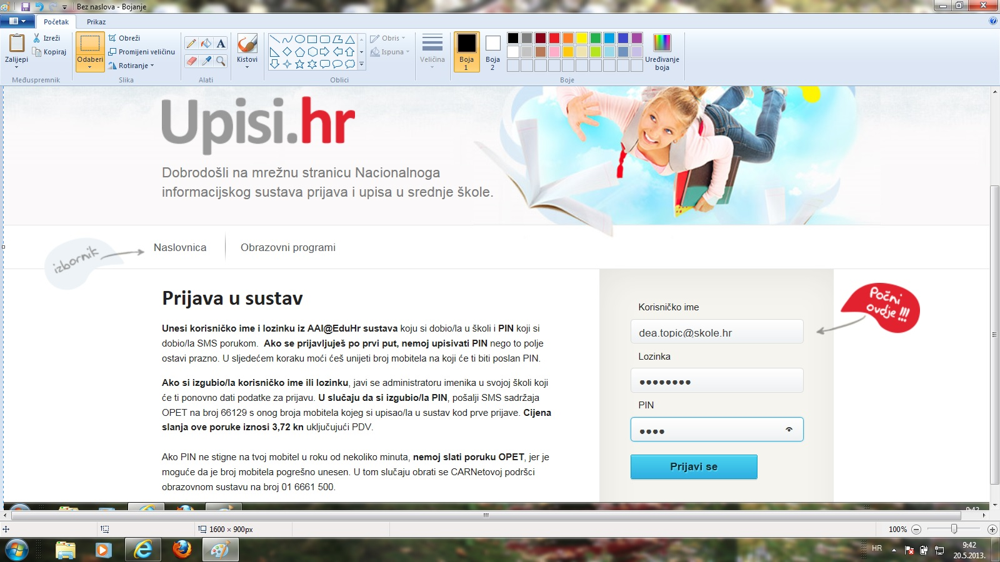 Bez naslova - Bojanje
Početak Prikaz
Zalijepi
Izreži
Kopiraj
Međuspremnik
Odaberi
Obreži
Promijeni veličinu
Rotiranje
Slika
A
Alati
Kistovi
Oblici
Obris
Ispuna
Veličina
Boja
1
Boja
2
Boje
Uređivanje
boja
Upisi.hr
Dobrodošli na mrežnu stranicu Nacionalnoga
informacijskog sustava prijava i upisa u srednje škole.
izbornik
Naslovnica Obrazovni programi
Prijava u sustav
Unesi korisničko ime i lozinku iz AAI@EduHr sustava koju si dobio/la u školi i PIN koji si
dobio/la SMS porukom. Ako se prijavljuješ po prvi put, nemoj upisivati PIN nego to polje
ostavi prazno. U sljedećem koraku moći ćeš unijeti broj mobitela na koji će ti biti poslan PIN.
Ako si izgubio/la korisničko ime ili lozinku, javi se administratoru imenika u svojoj školi koji
će ti ponovno dati podatke za prijavu. U slučaju da si izgubio/la PIN, pošalji SMS sadržaja
OPET na broj 66129 s onog broja mobitela kojeg si upisao/la u sustav kod prve prijave. Cijena
slanja ove poruke iznosi 3,72 kn uključujući PDV.
Ako PIN ne stigne na tvoj mobitel u roku od nekoliko minuta, nemoj slati poruku OPET, jer je
moguće da je broj mobitela pogrešno unesen. U tom slučaju obrati se CARNetovoj podršci
obrazovnom sustavu na broj 01 6661 500.
Korisničko ime
dea.topic@skole.hr
Lozinka
●●●●●●●●
PIN
●●●●
Prijavi se
Počni
ovdje !!!
9:42
1600 × 900px
100%
HR
9:42
20.5.2013.